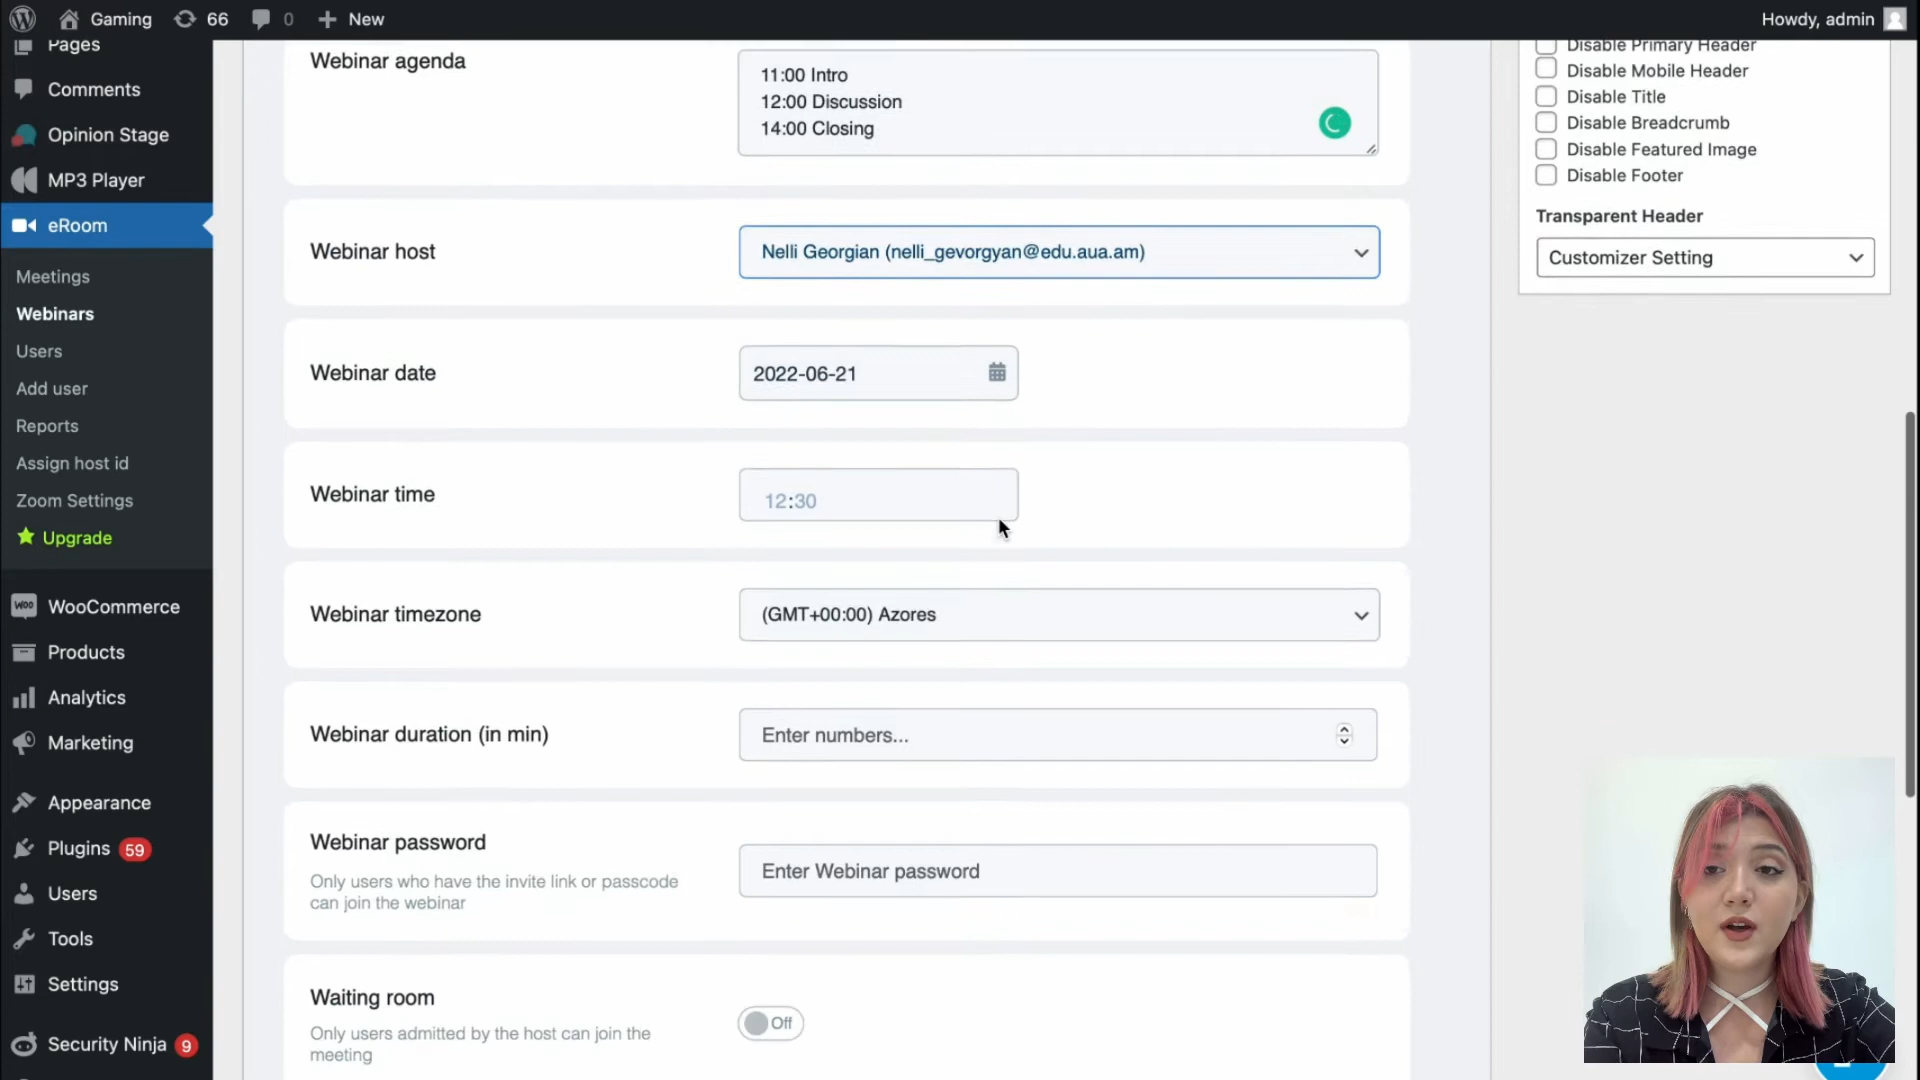 Gaming 66 0 New Howdy, admin
Pages
Comments
Opinion Stage
MP3 Player
eRoom
Meetings
Webinars
Users
Add user
Reports
Assign host id
Zoom Settings
Upgrade
WooCommerce
Products
Analytics
Marketing
Appearance
Plugins 59
Users
Tools
Settings
Security Ninja 9
Webinar agenda
11:00 Intro
12:00 Discussion
14:00 Closing
Webinar host
Nelli Georgian (nelli_gevorgyan@edu.aua.am)
Webinar date
2022-06-21
Webinar time
12:30
Webinar timezone
(GMT+00:00) Azores
Webinar duration (in min)
Enter numbers...
Webinar password
Only users who have the invite link or passcode
can join the webinar
Enter Webinar password
Waiting room
Only users admitted by the host can join the
meeting
Off
Disable Primary Header
Disable Mobile Header
Disable Title
Disable Breadcrumb
Disable Featured Image
Disable Footer
Transparent Header
Customizer Setting